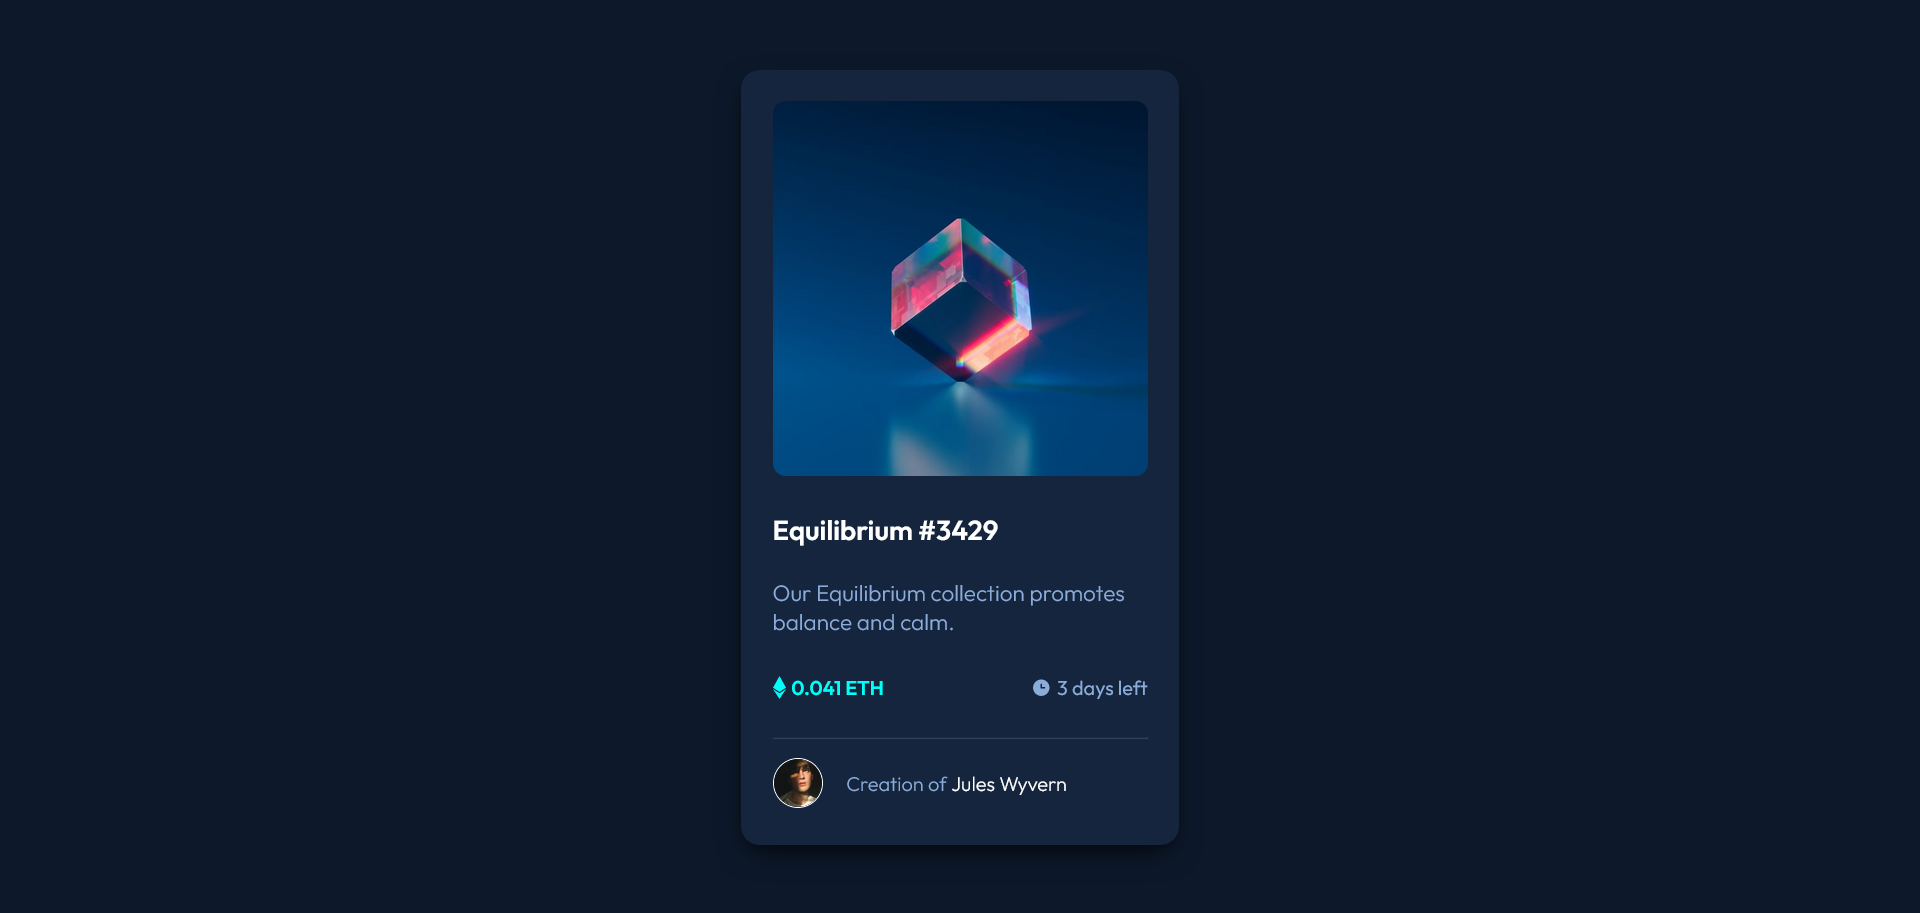 Equilibrium #3429
Our Equilibrium collection promotes
balance and calm.
0.041 ETH
3 days left
Creation of Jules Wyvern